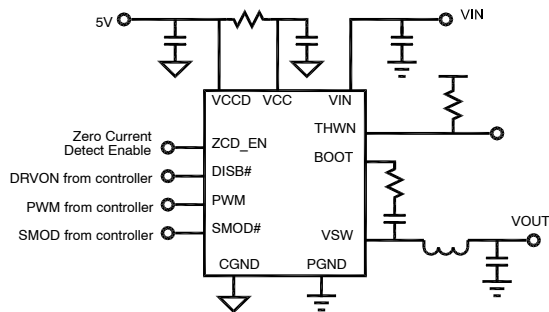 5V
VIN
VCCD
VCC
VIN
THWN
Zero Current
Detect Enable
ZCD_EN
BOOT
DRVON from controller
DISB#
PWM from controller
PWM
SMOD from controller
SMOD#
VSW
VOUT
CGND
PGND